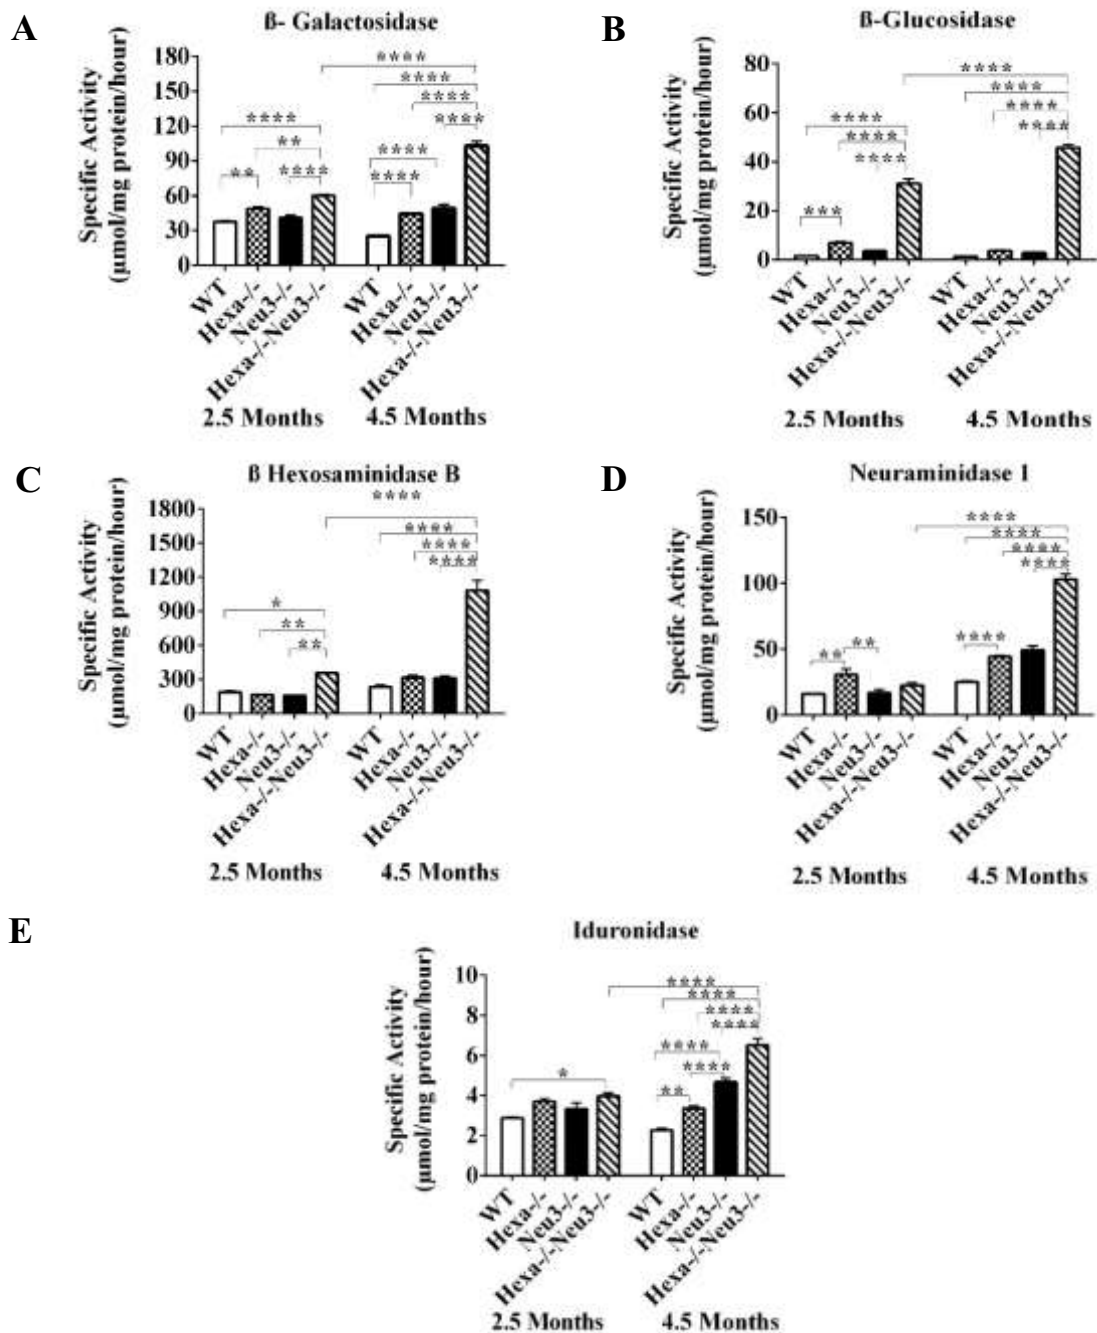 A
ß- Galactosidase
Specific Activity
(µmol/mg protein/hour)
180
150
120
90
60
30
0
****
****
****
****
****
**
**
****
****
****
****
WT
Hexa-/-
Neu3-/-
Hexa-/-Neu3-/-
WT
Hexa-/-
Neu3-/-
Hexa-/-Neu3-/-
2.5 Months
4.5 Months
B
ß-Glucosidase
Specific Activity
(µmol/mg protein/hour)
80
60
40
20
0
****
****
****
****
****
****
****
***
WT
Hexa-/-
Neu3-/-
Hexa-/-Neu3-/-
WT
Hexa-/-
Neu3-/-
Hexa-/-Neu3-/-
2.5 Months
4.5 Months
C
ß Hexosaminidase B
Specific Activity
(µmol/mg protein/hour)
1800
1500
1200
900
600
300
0
****
****
****
****
*
**
**
WT
Hexa-/-
Neu3-/-
Hexa-/-Neu3-/-
WT
Hexa-/-
Neu3-/-
Hexa-/-Neu3-/-
2.5 Months
4.5 Months
D
Neuraminidase I
Specific Activity
(µmol/mg protein/hour)
150
100
50
0
****
****
****
****
**
**
****
WT
Hexa-/-
Neu3-/-
Hexa-/-Neu3-/-
WT
Hexa-/-
Neu3-/-
Hexa-/-Neu3-/-
2.5 Months
4.5 Months
E
Iduronidase
Specific Activity
(µmol/mg protein/hour)
10
8
6
4
2
0
****
****
****
****
****
****
**
*
WT
Hexa-/-
Neu3-/-
Hexa-/-Neu3-/-
WT
Hexa-/-
Neu3-/-
Hexa-/-Neu3-/-
2.5 Months
4.5 Months